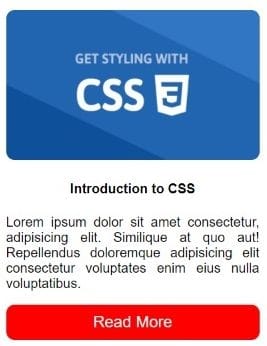 GET STYLING WITH
CSS 3
Introduction to CSS
Lorem ipsum dolor sit amet consectetur,
adipisicing elit. Similique at quo aut!
Repellendus doloremque adipisicing elit
consectetur voluptates enim eius nulla
voluptatibus.
Read More